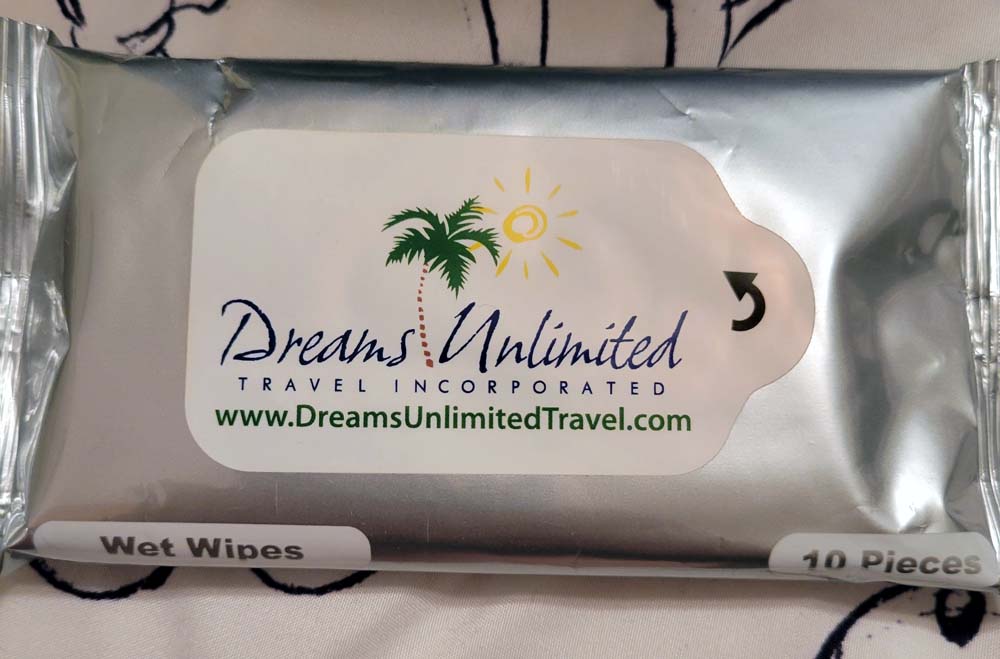 Dreams Unlimited
TRAVEL INCORPORATED
www.DreamsUnlimitedTravel.com
Wet Wipes
10 Pieces